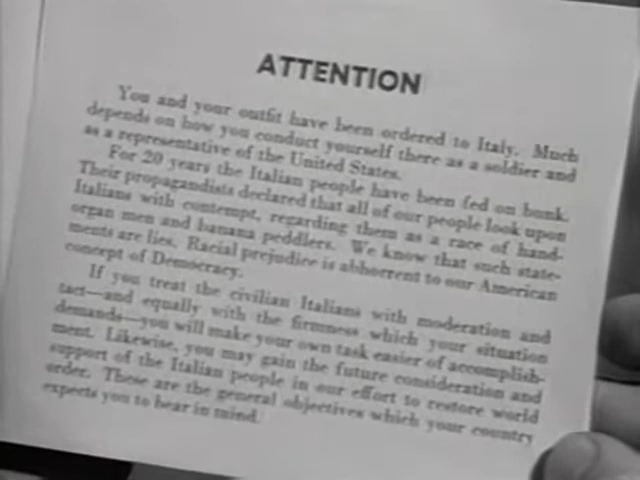 ATTENTION
You and your outfit have been ordered to Italy. Much
depends on how you conduct yourself there as a soldier and
as a representative of the United States.
For 20 years the Italian people have been fed on bunk.
Their propagandists declared that all of our people look upon
Italians with contempt, regarding them as a race of hand-
organ men and banana peddlers. We know that such state-
ments are lies. Racial prejudice is abhorrent to our American
concept of Democracy.
If you treat the civilian Italians with moderation and
tact—and equally with the firmness which your situation
demands—you will make your own task easier of accomplish-
ment. Likewise, you may gain the future consideration and
support of the Italian people in our effort to restore world
order. These are the general objectives which your country
expects you to bear in mind.